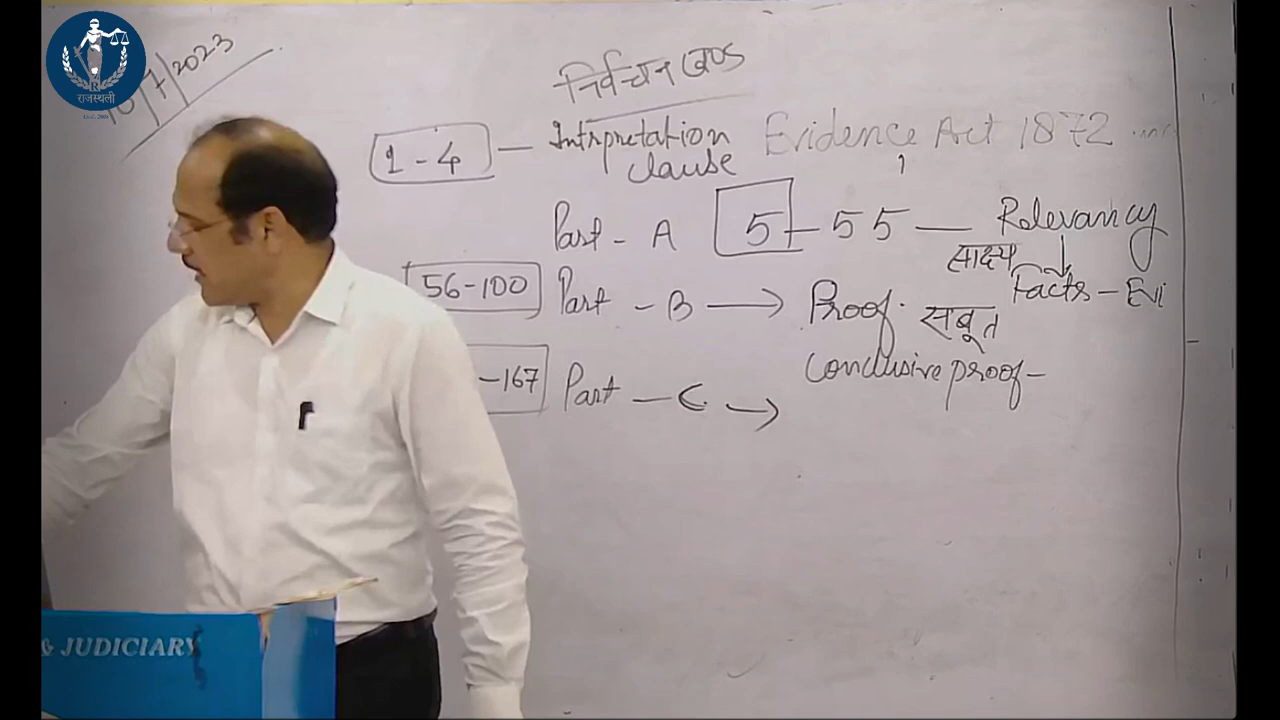 राजस्थली
10/7/2023
निर्वचन खण्ड
1-4 — Intrpretation Evidence Act 1872
clause
Part - A 5-55 — Relevancy
साक्ष्य Facts - Evi
56-100 Part - B → Proof. सबूत
Conclusive proof-
-167 Part - C →
& JUDICIARY